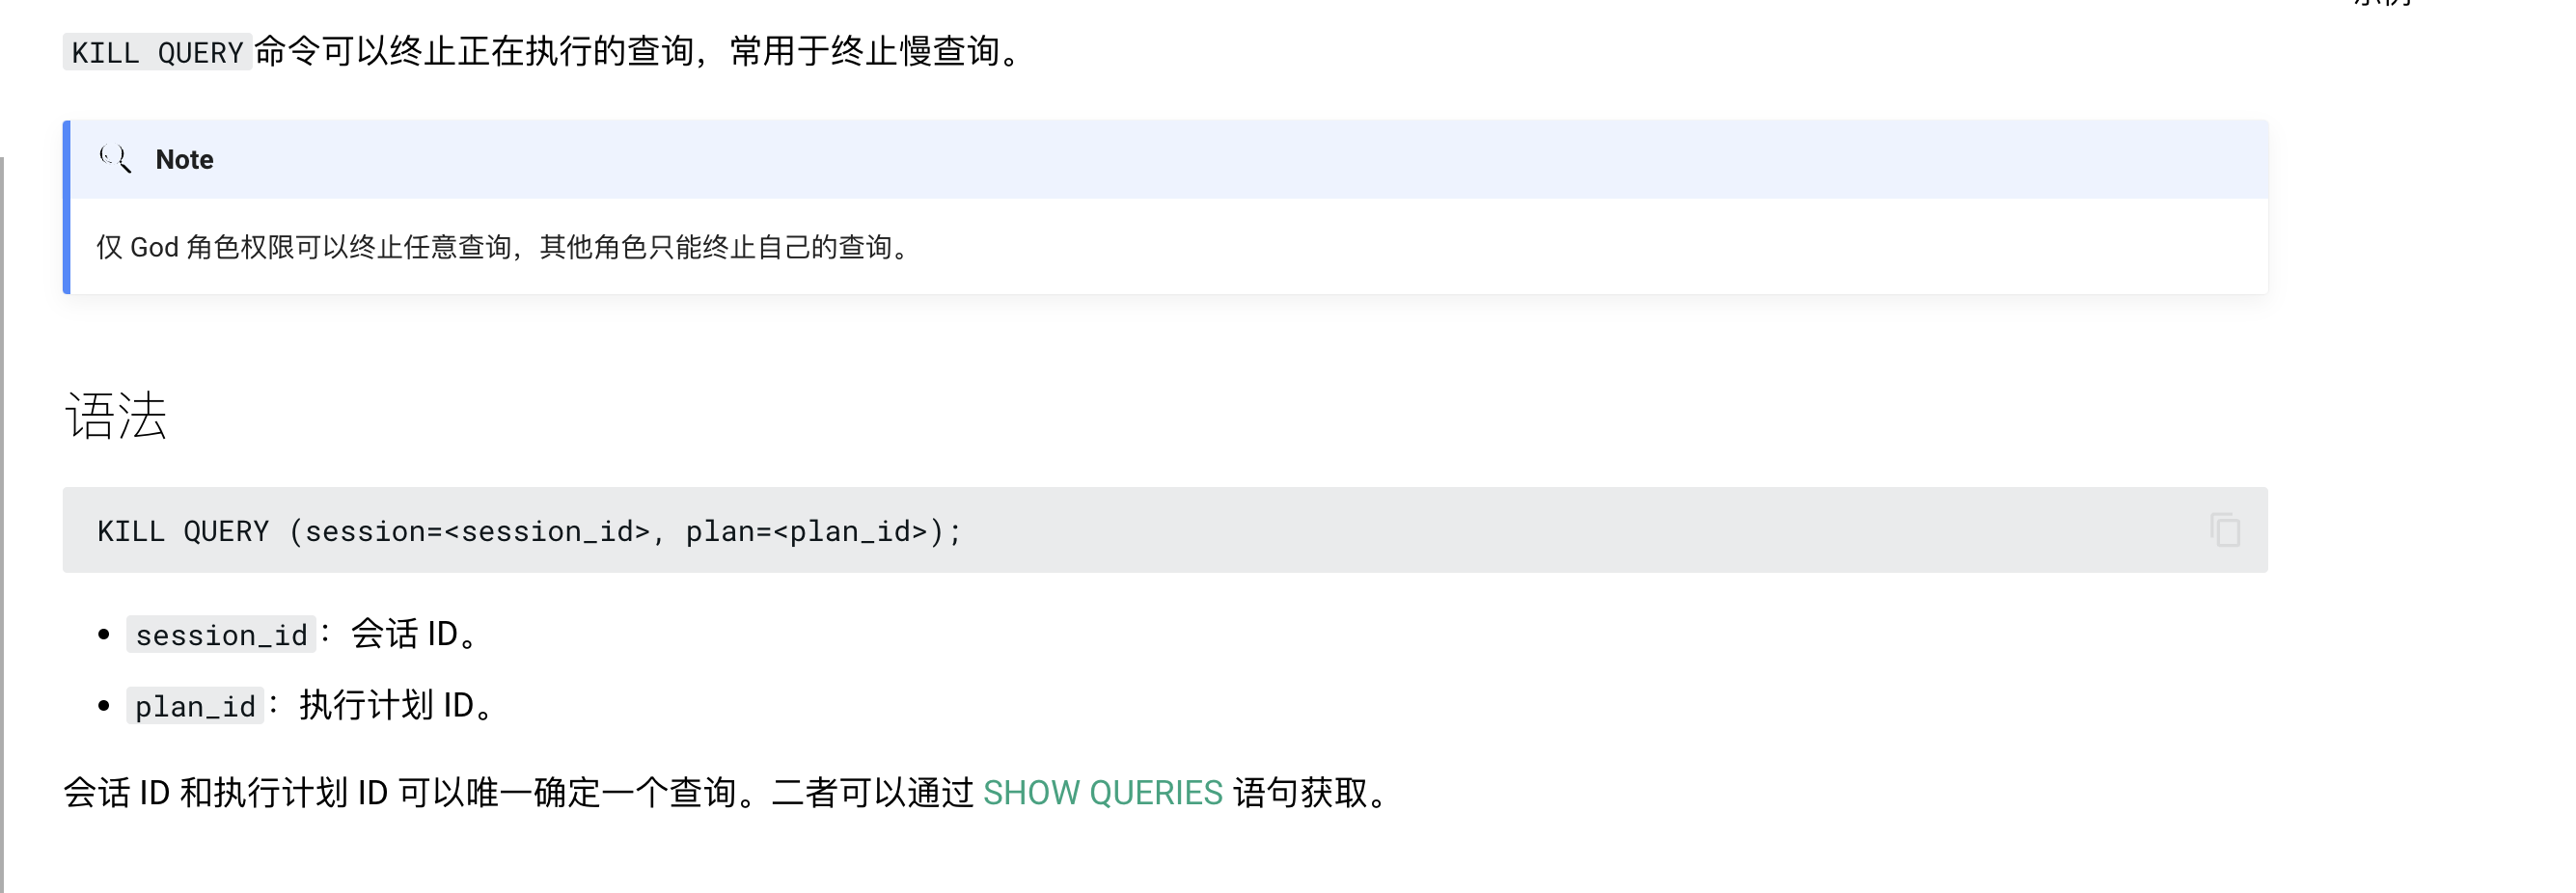 KILL QUERY命令可以终止正在执行的查询，常用于终止慢查询。
Note
仅 God 角色权限可以终止任意查询，其他角色只能终止自己的查询。
语法
KILL QUERY (session=<session_id>, plan=<plan_id>);
session_id：会话 ID。
plan_id：执行计划 ID。
会话 ID 和执行计划 ID 可以唯一确定一个查询。二者可以通过 SHOW QUERIES 语句获取。